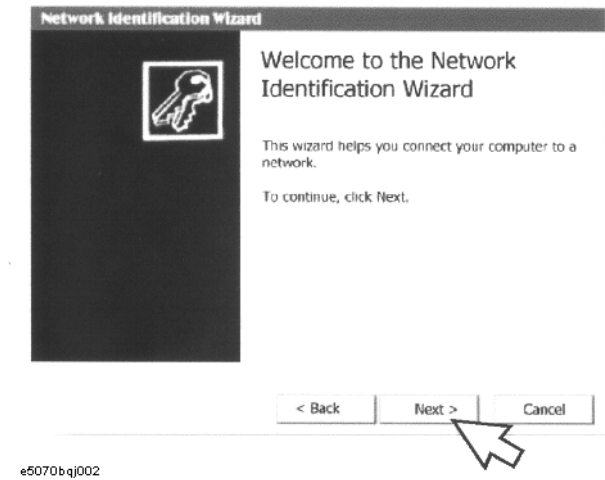 Network Identification Wizard
Welcome to the Network
Identification Wizard
This wizard helps you connect your computer to a
network.
To continue, click Next.
< Back
Next >
Cancel
e5070bqj002